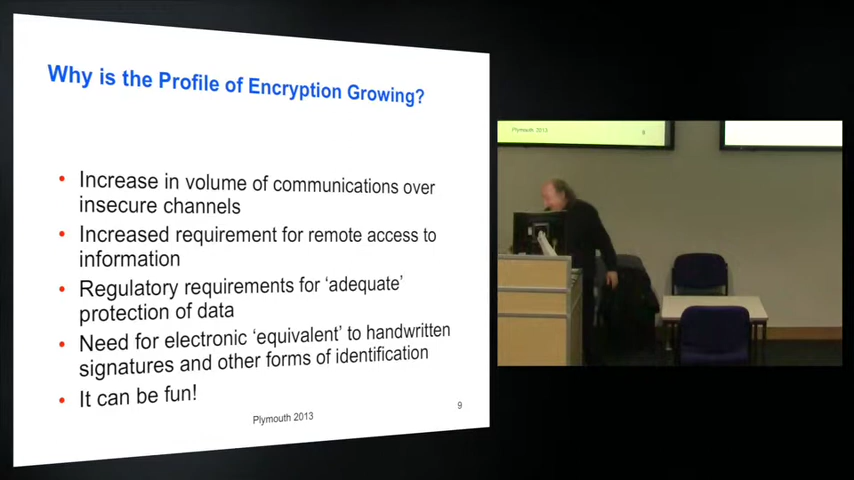 Why is the Profile of Encryption Growing?
• Increase in volume of communications over
insecure channels
• Increased requirement for remote access to
information
• Regulatory requirements for ‘adequate’
protection of data
• Need for electronic ‘equivalent’ to handwritten
signatures and other forms of identification
• It can be fun!
Plymouth 2013
9
Plymouth 2013
9